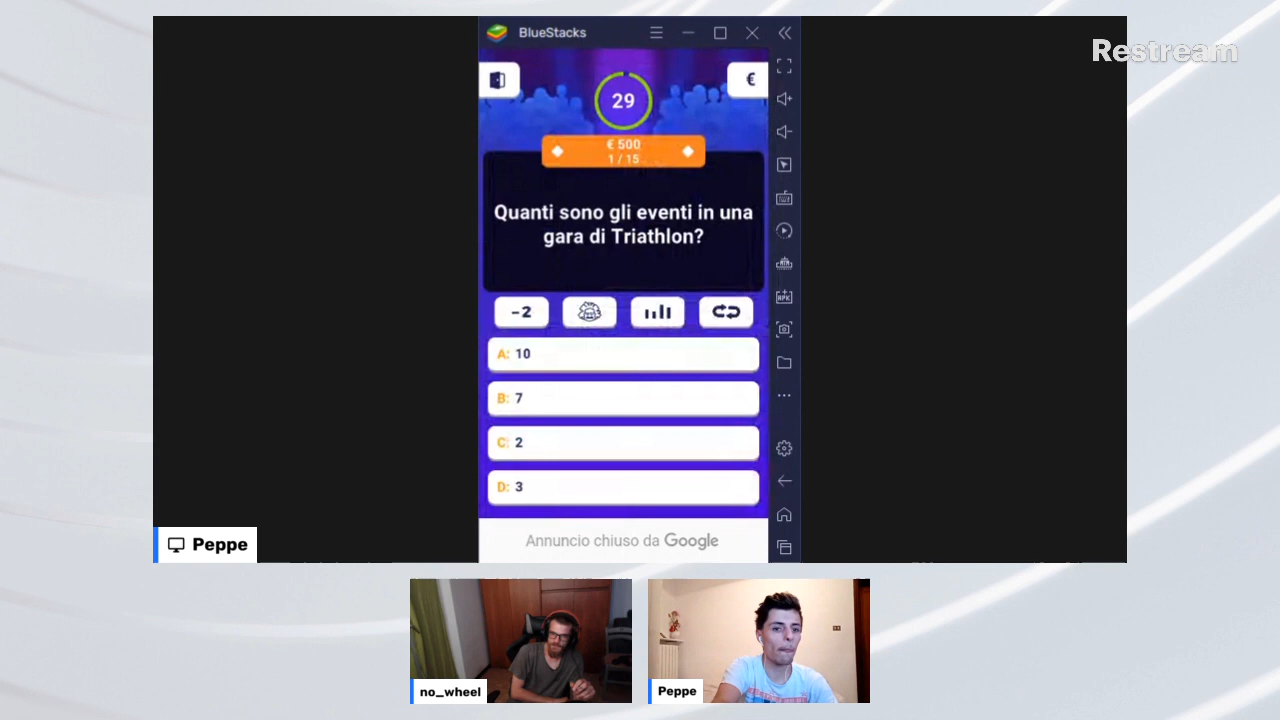 BlueStacks
Restream
€
29
€ 500
1 / 15
Quanti sono gli eventi in una
gara di Triathlon?
-2
A: 10
B: 7
C: 2
D: 3
Annuncio chiuso da Google
Peppe
no_wheel
Peppe